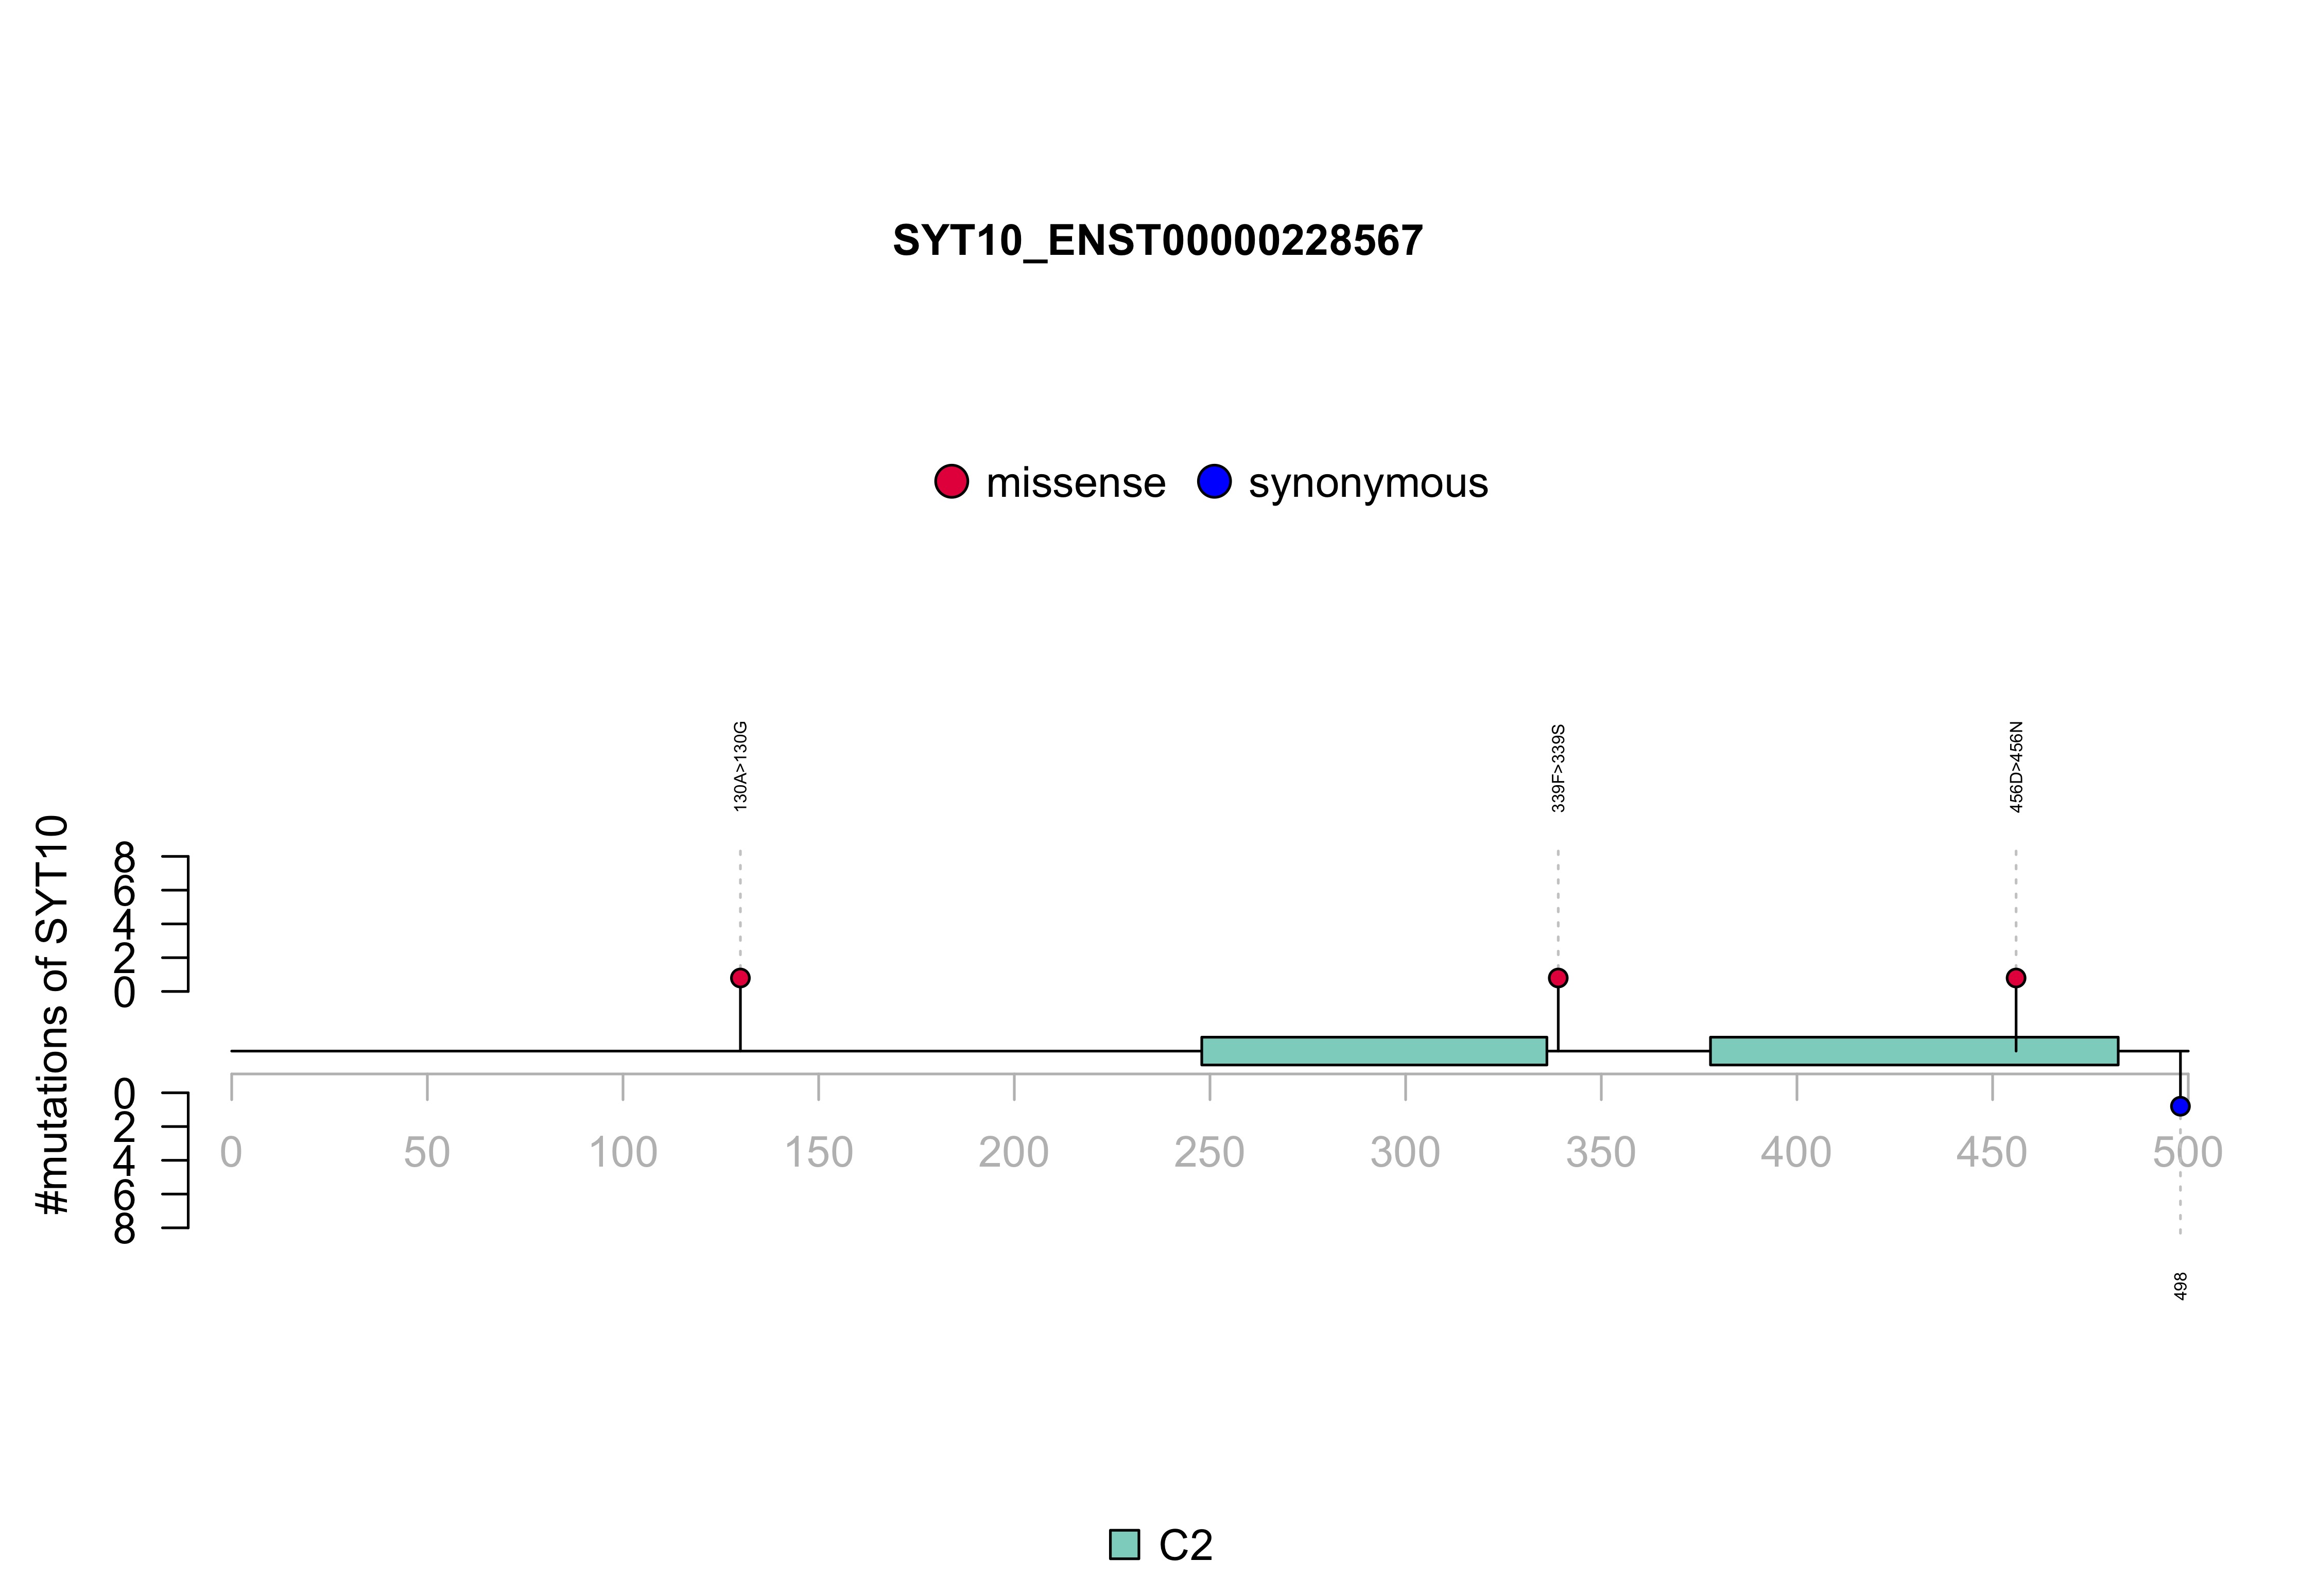 SYT10_ENST00000228567
missense synonymous
130A>130G
339F>339S
456D>456N
#mutations of SYT10
8
6
4
2
0
0
2
4
6
8
0 50 100 150 200 250 300 350 400 450 500
498
C2